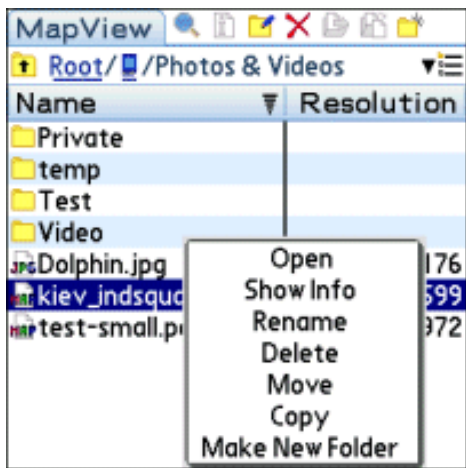 MapView
Root/ /Photos & Videos
Name Resolution
Private
temp
Test
Video
Dolphin.jpg 176
kiev_indsqua 599
test-small.p 972
Open
Show Info
Rename
Delete
Move
Copy
Make New Folder